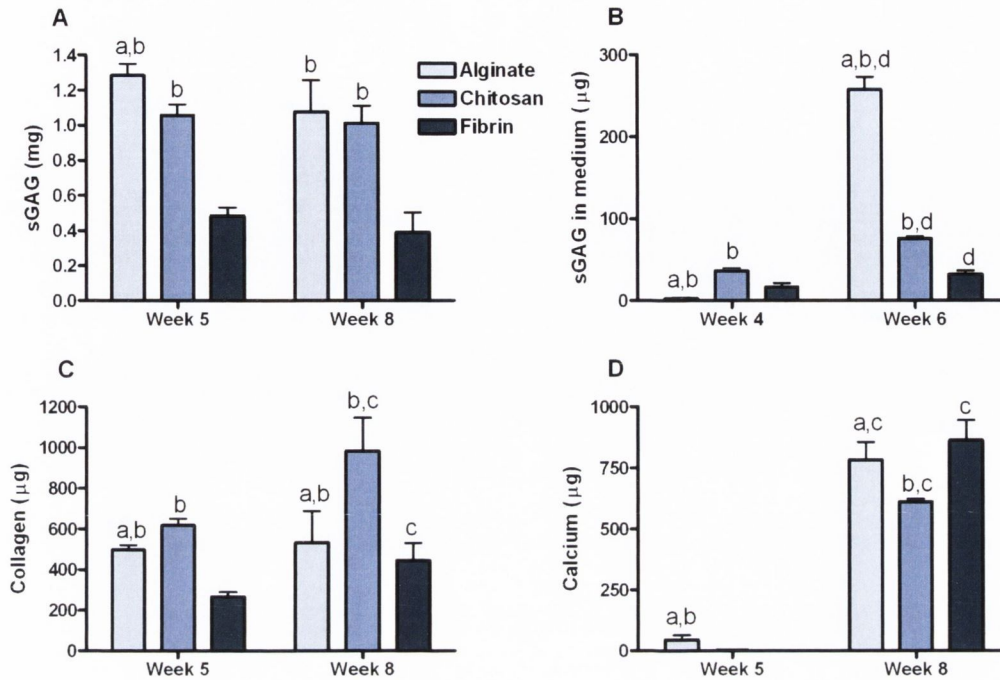 A
sGAG (mg)
1.4
1.2
1.0
0.8
0.6
0.4
0.2
0.0
a,b
b
b
b
Week 5
Week 8
Alginate
Chitosan
Fibrin
B
sGAG in medium (µg)
300
200
100
0
a,b
b
a,b,d
b,d
d
Week 4
Week 6
C
Collagen (µg)
1200
1000
800
600
400
200
0
a,b
b
a,b
b,c
c
Week 5
Week 8
D
Calcium (µg)
1000
750
500
250
0
a,b
a,c
b,c
c
Week 5
Week 8